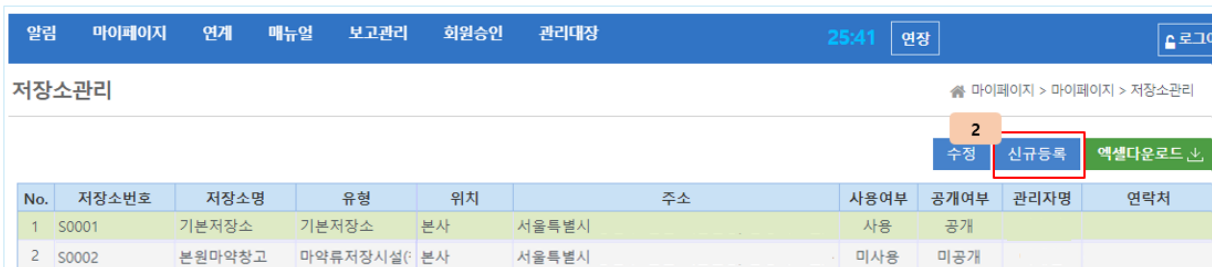 알림 마이페이지 연계 매뉴얼 보고관리 회원승인 관리대장 25:41 연장
저장소관리 마이페이지 > 마이페이지 > 저장소관리
2
수정 신규등록 엑셀다운로드
No. 저장소번호 저장소명 유형 위치 주소 사용여부 공개여부 관리자명 연락처
1 S0001 기본저장소 기본저장소 본사 서울특별시 사용 공개
2 S0002 본원마약창고 마약류저장시설( 본사 서울특별시 미사용 미공개